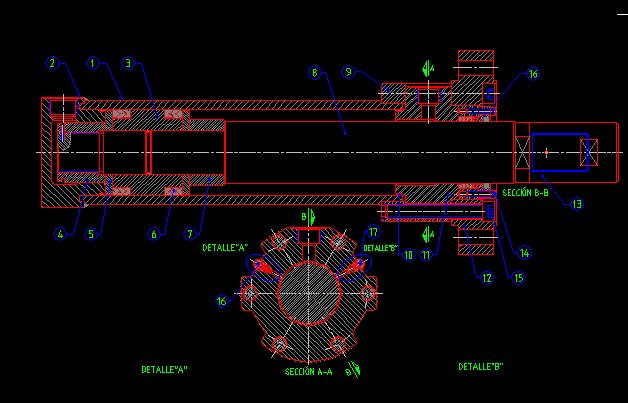 2 1 3 8 9 A 16
SECCIÓN B-B
13
4 5 6 7 B 17 A
DETALLE"A" DETALLE"B" 10 11 14
16 12 15
DETALLE"A" SECCIÓN A-A B DETALLE"B"